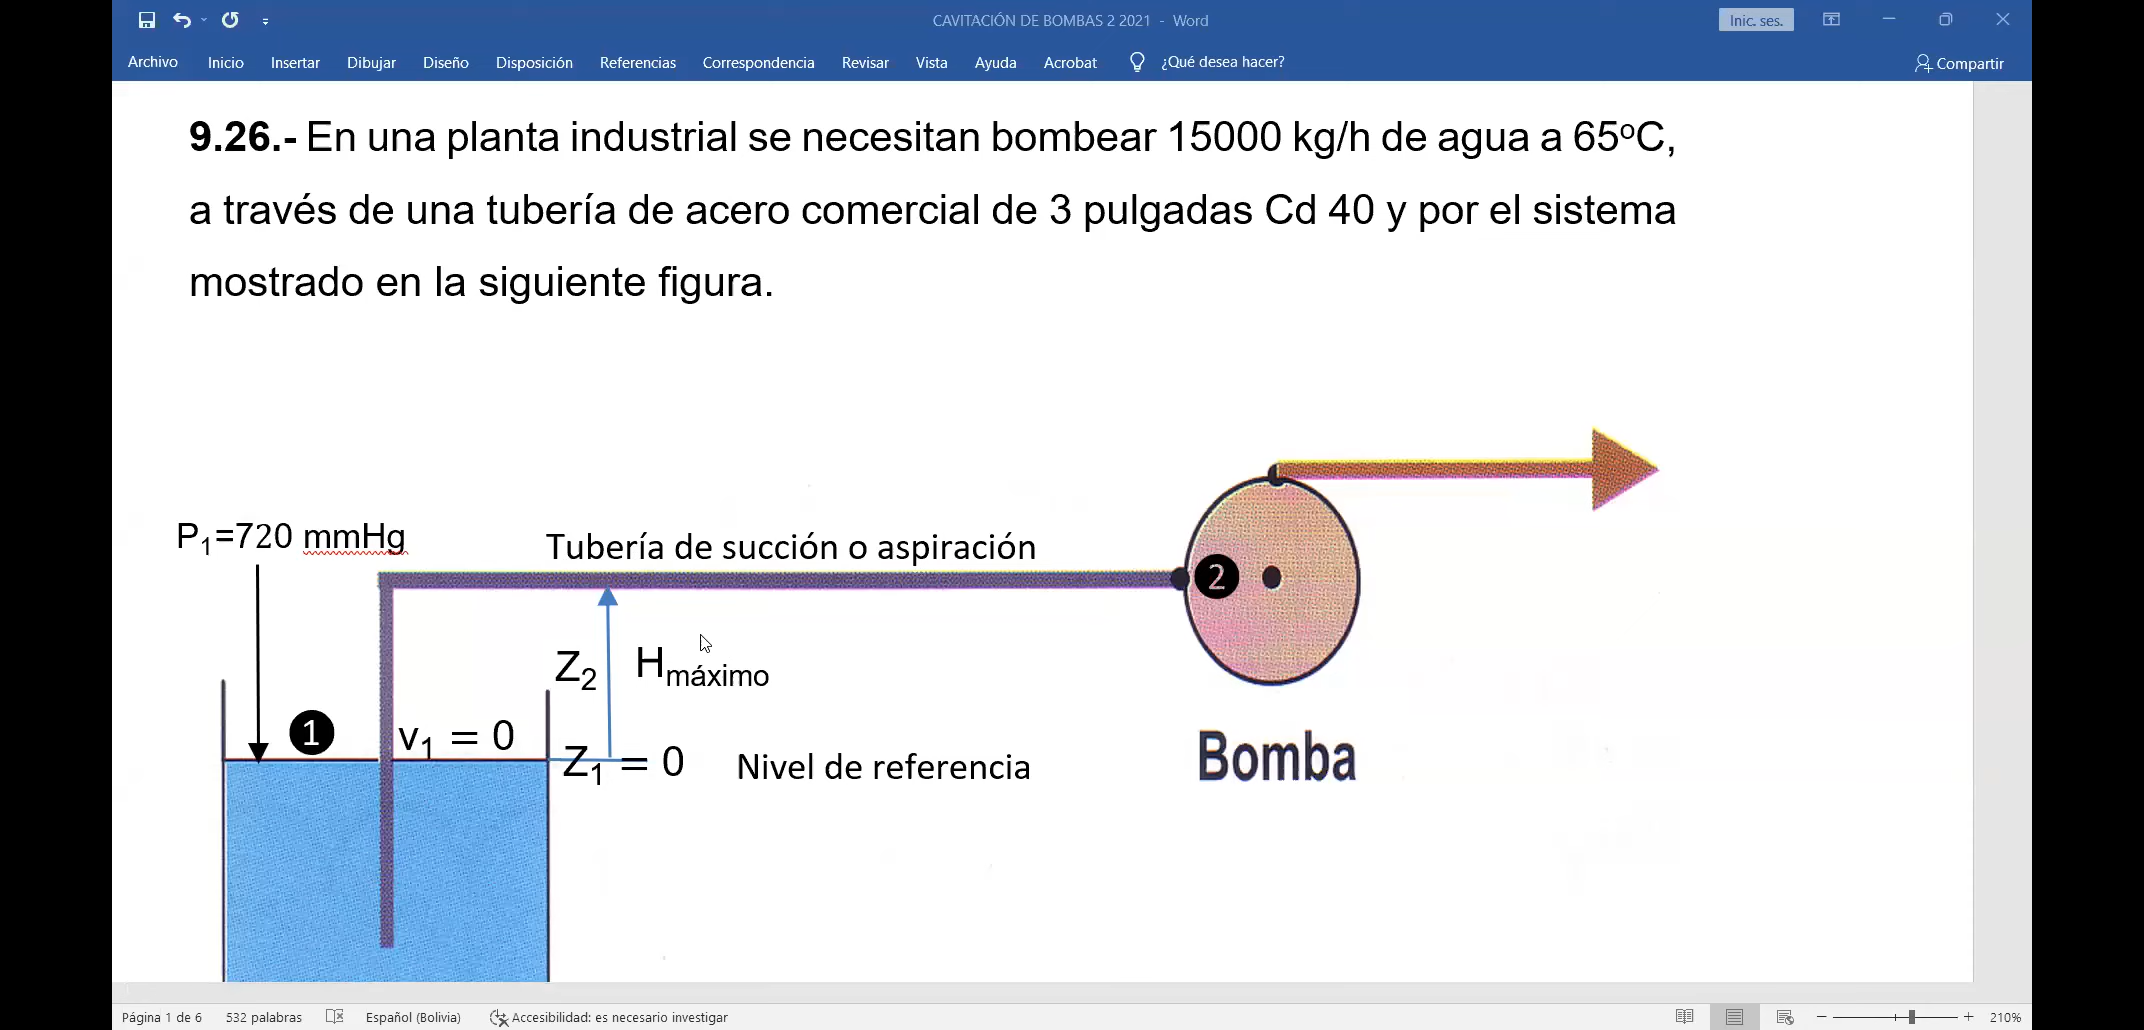 CAVITACIÓN DE BOMBAS 2 2021 - Word
Inic. ses.
Archivo Inicio Insertar Dibujar Diseño Disposición Referencias Correspondencia Revisar Vista Ayuda Acrobat ¿Qué desea hacer? Compartir
9.26.- En una planta industrial se necesitan bombear 15000 kg/h de agua a 65ºC,
a través de una tubería de acero comercial de 3 pulgadas Cd 40 y por el sistema
mostrado en la siguiente figura.
P₁=720 mmHg
Tubería de succión o aspiración
2
Z₂ Hmáximo
1
v₁ = 0
Z₁ = 0 Nivel de referencia
Bomba
Página 1 de 6 532 palabras Español (Bolivia) Accesibilidad: es necesario investigar 210%